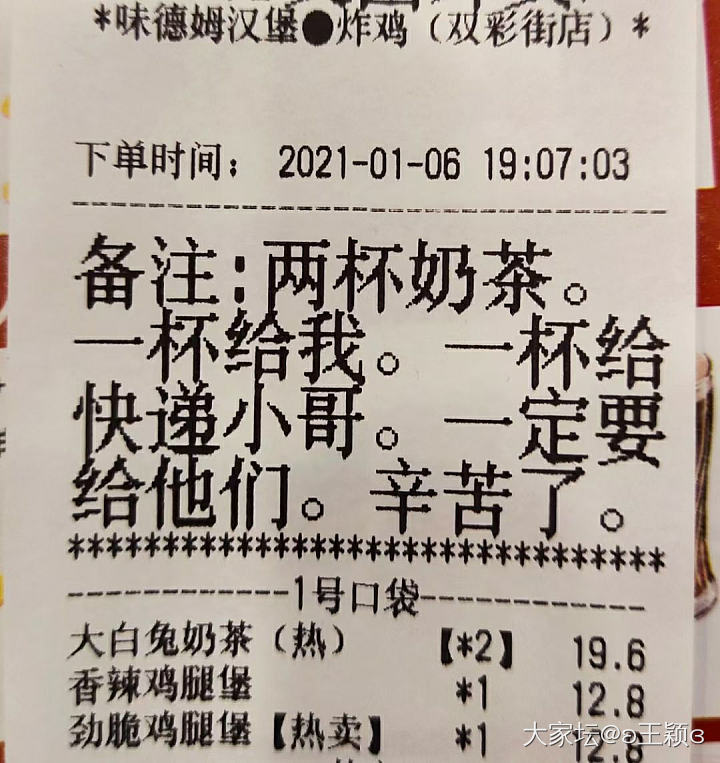 *味德姆汉堡●炸鸡（双彩街店）*
下单时间： 2021-01-06 19:07:03
备注:两杯奶茶。
一杯给我。一杯给
快递小哥。一定要
给他们。辛苦了。
********************************
---------------1号口袋---------------
大白兔奶茶（热） 【*2】 19.6
香辣鸡腿堡 *1 12.8
劲脆鸡腿堡【热卖】 *1 12.8
大家坛@ɘ王颖ɜ